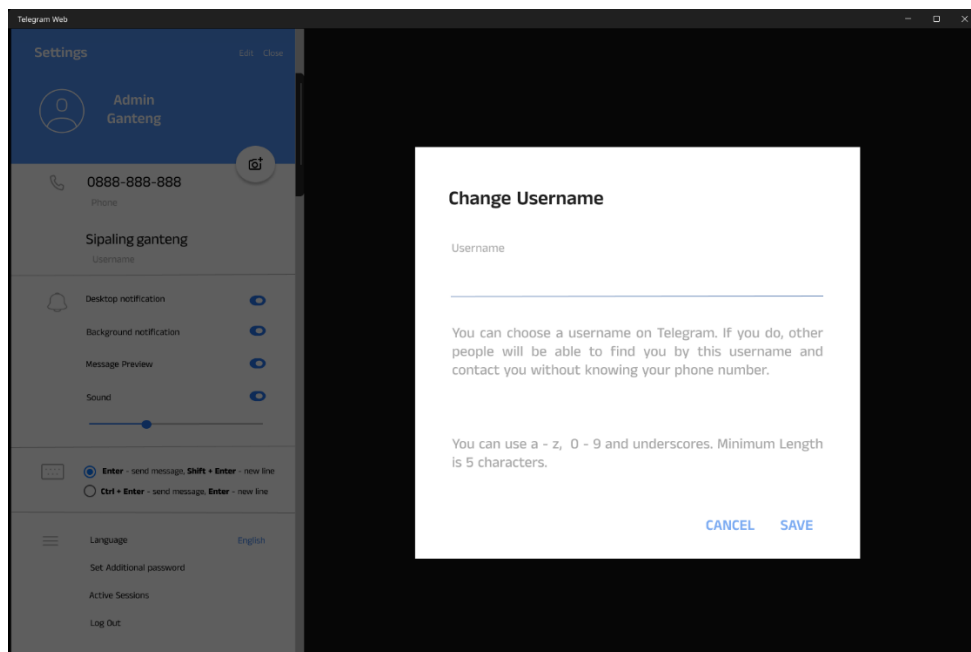 Telegram Web
Settings
Edit Close
Admin
Ganteng
0888-888-888
Phone
Sipaling ganteng
Username
Desktop notification
Background notification
Message Preview
Sound
Enter - send message, Shift + Enter - new line
Ctrl + Enter - send message, Enter - new line
Language English
Set Additional password
Active Sessions
Log Out
Change Username
Username
You can choose a username on Telegram. If you do, other
people will be able to find you by this username and
contact you without knowing your phone number.
You can use a - z, 0 - 9 and underscores. Minimum Length
is 5 characters.
CANCEL SAVE